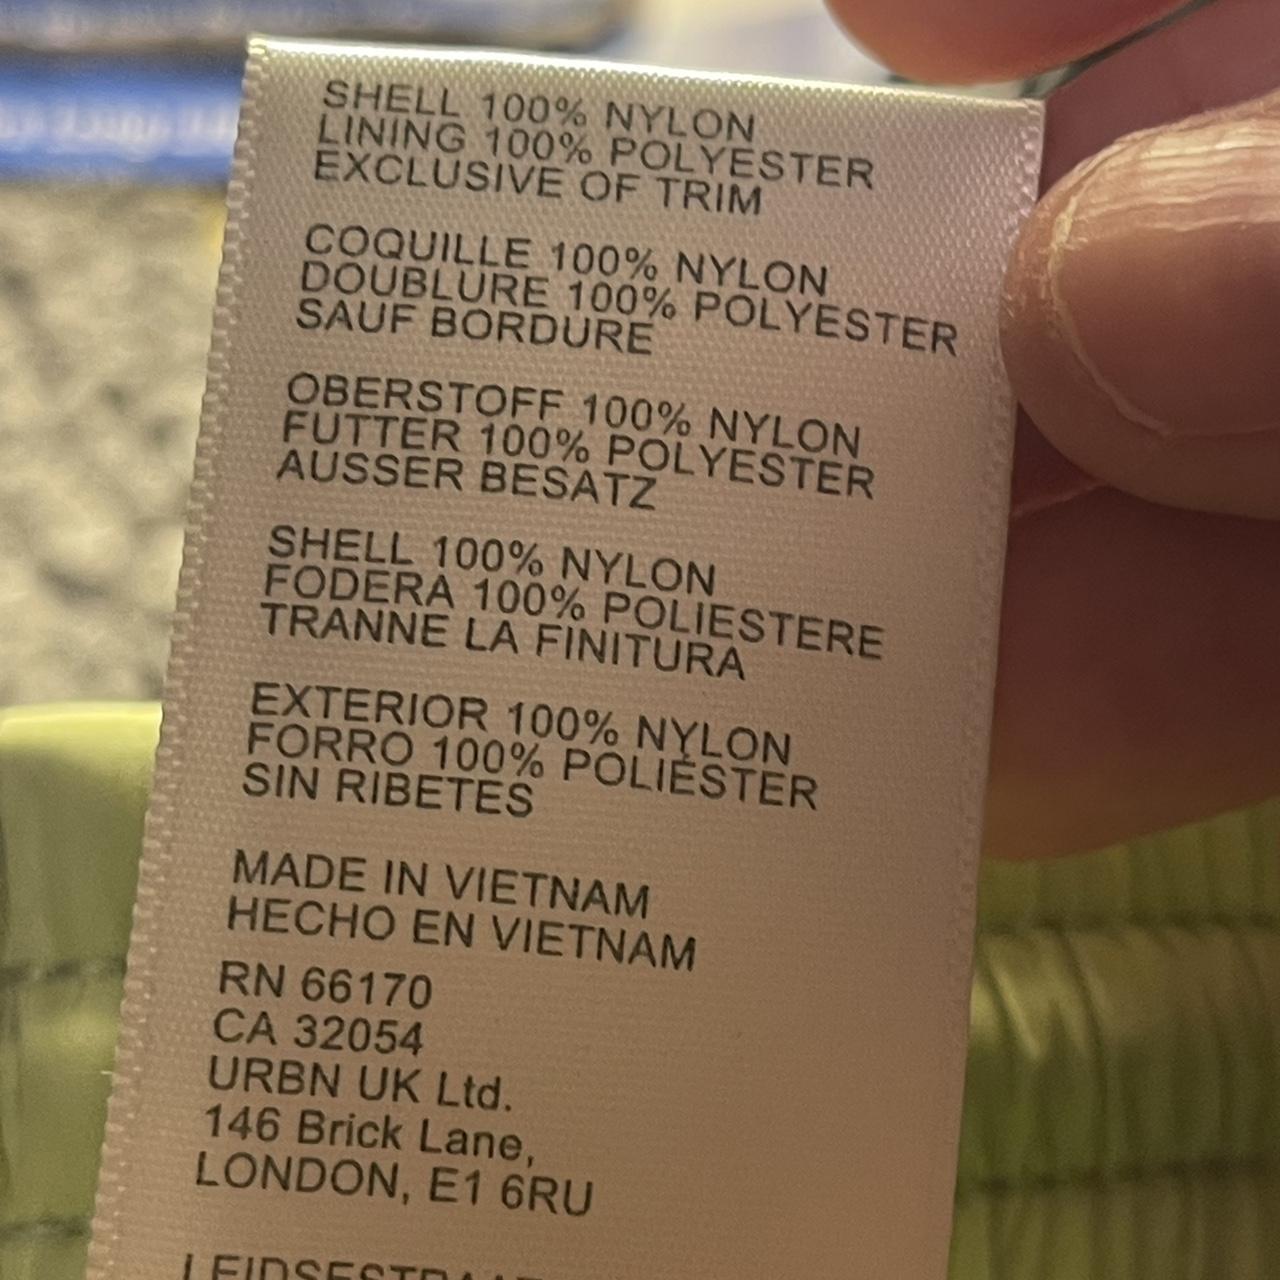 SHELL 100% NYLON
LINING 100% POLYESTER
EXCLUSIVE OF TRIM
COQUILLE 100% NYLON
DOUBLURE 100% POLYESTER
SAUF BORDURE
OBERSTOFF 100% NYLON
FUTTER 100% POLYESTER
AUSSER BESATZ
SHELL 100% NYLON
FODERA 100% POLIESTERE
TRANNE LA FINITURA
EXTERIOR 100% NYLON
FORRO 100% POLIÉSTER
SIN RIBETES
MADE IN VIETNAM
HECHO EN VIETNAM
RN 66170
CA 32054
URBN UK Ltd.
146 Brick Lane,
LONDON, E1 6RU